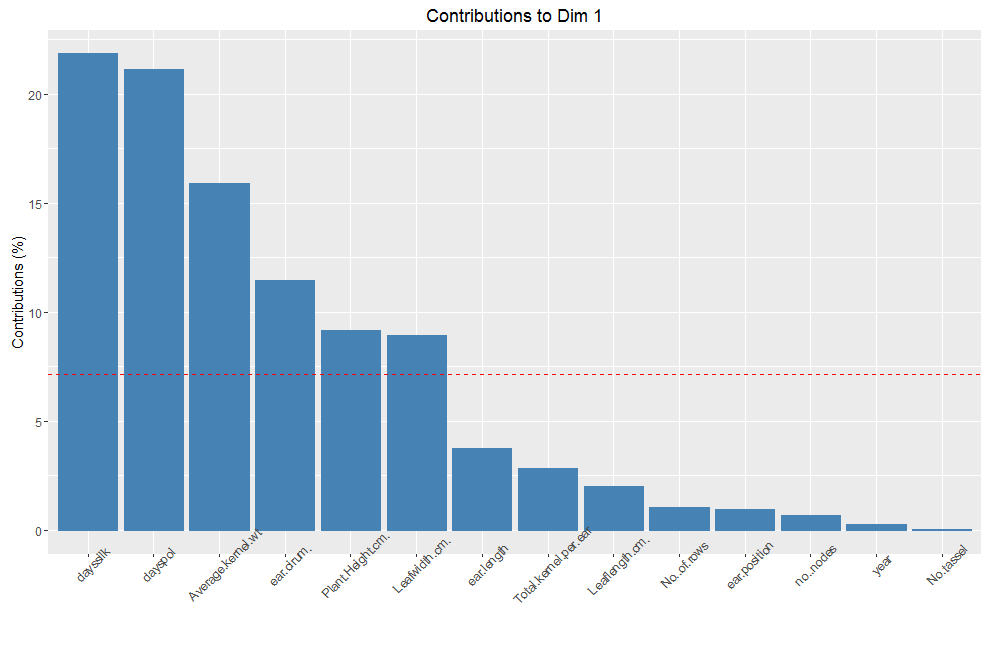 Contributions to Dim 1
Contributions (%)
20
15
10
5
0
dayssilk
dayspol
Average.kernel.wt
ear.drum.
Plant.Height.cm.
Leafwidth.cm.
ear.length
Total.kernel.per.ear
Leaflength.cm.
No..of.rows
ear.position
no..nodes
year
No.tassel